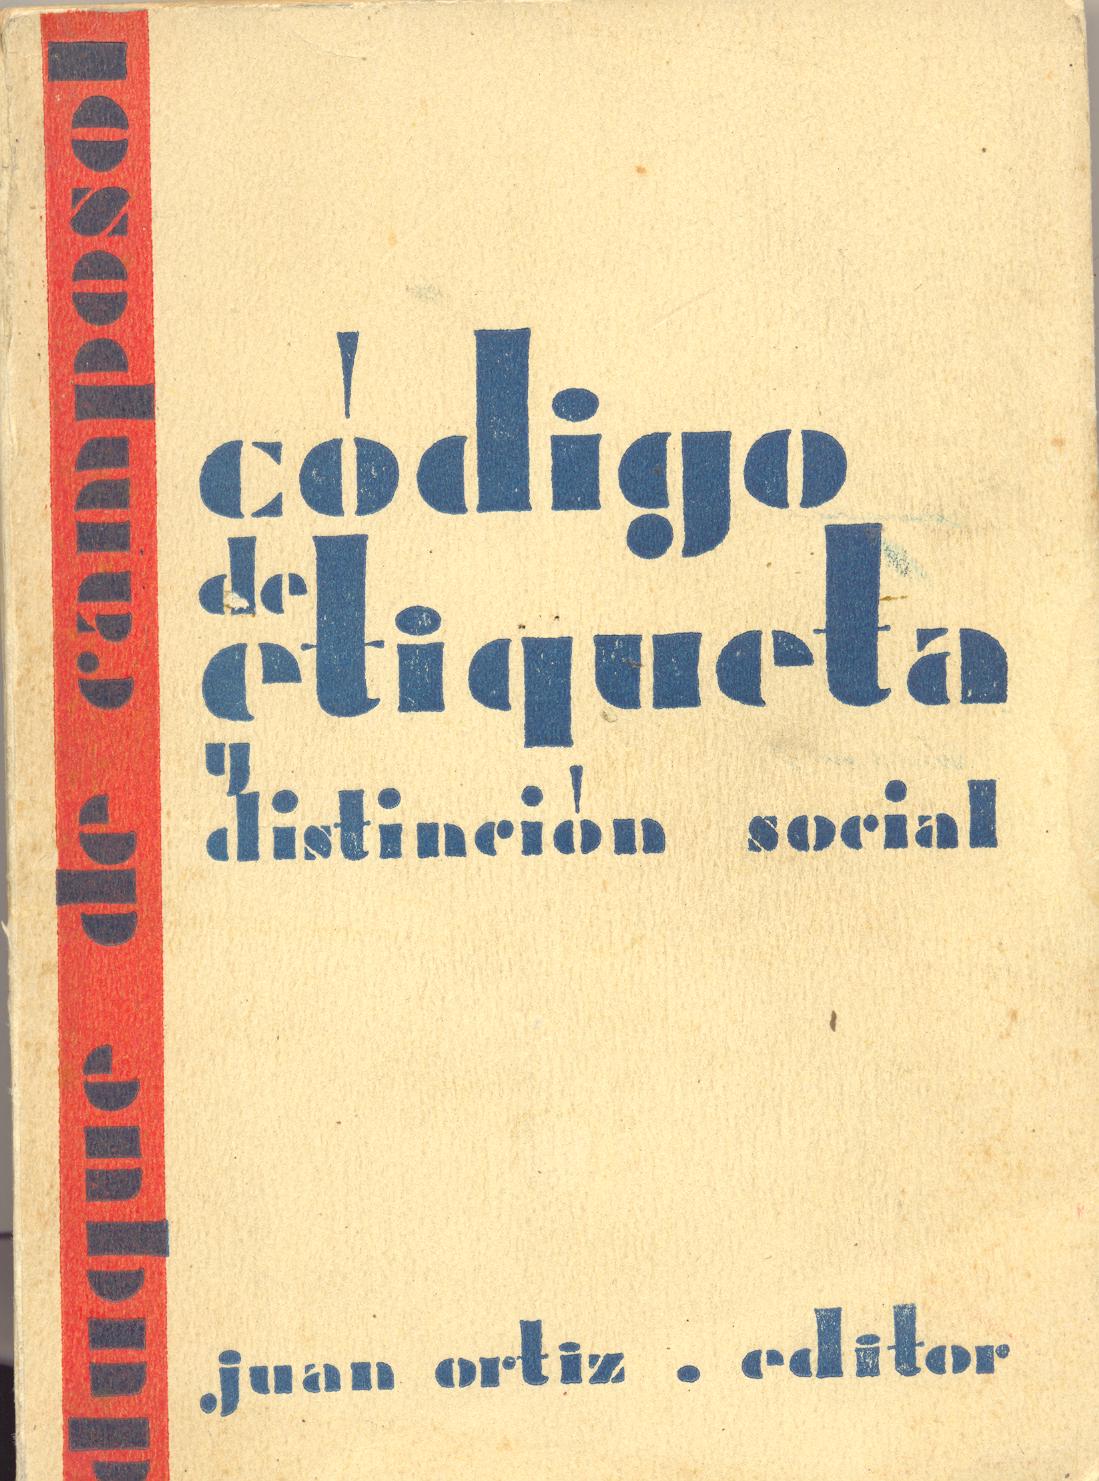 duque de camposol
código
de
etiqueta
y
distinción social
juan ortiz . editor